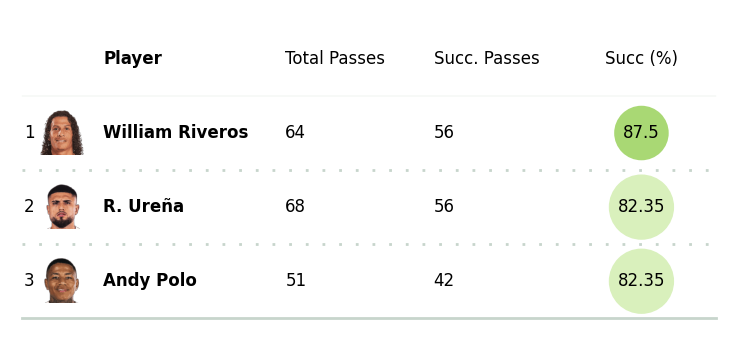 Player Total Passes Succ. Passes Succ (%)
1 William Riveros 64 56 87.5
2 R. Ureña 68 56 82.35
3 Andy Polo 51 42 82.35